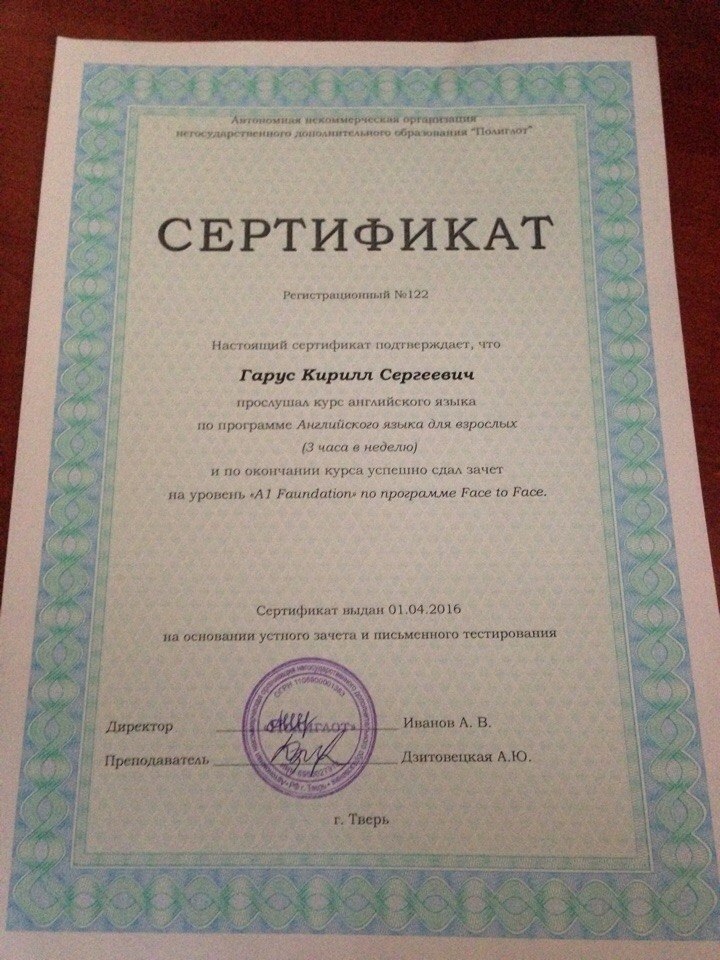 Автономная некоммерческая организация
негосударственного дополнительного образования "Полиглот"
СЕРТИФИКАТ
Регистрационный №122
Настоящий сертификат подтверждает, что
Гарус Кирилл Сергеевич
прослушал курс английского языка
по программе Английского языка для взрослых
(3 часа в неделю)
и по окончании курса успешно сдал зачет
на уровень «A1 Faundation» по программе Face to Face.
Сертификат выдан 01.04.2016
на основании устного зачета и письменного тестирования
Директор Иванов А. В.
Преподаватель Дзитовецкая А.Ю.
г. Тверь